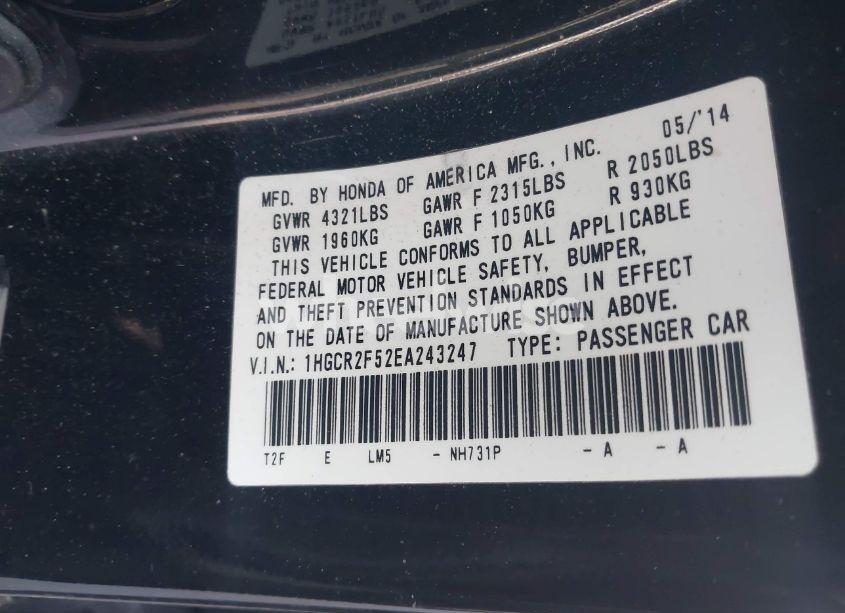 MFD. BY HONDA OF AMERICA MFG., INC. 05/'14
GVWR 4321LBS GAWR F 2315LBS R 2050LBS
GVWR 1960KG GAWR F 1050KG R 930KG
THIS VEHICLE CONFORMS TO ALL APPLICABLE
FEDERAL MOTOR VEHICLE SAFETY, BUMPER,
AND THEFT PREVENTION STANDARDS IN EFFECT
ON THE DATE OF MANUFACTURE SHOWN ABOVE.
V.I.N.: 1HGCR2F52EA243247 TYPE: PASSENGER CAR
T2F E LM5 - NH731P - A - A